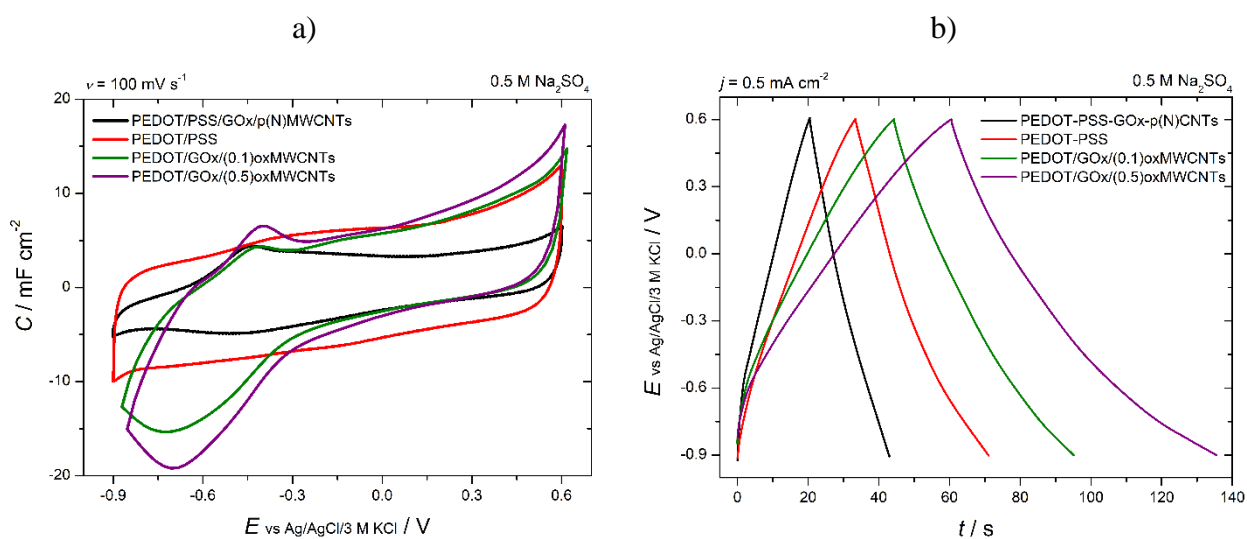 a)
ν = 100 mV s⁻¹
0.5 M Na₂SO₄
PEDOT/PSS/GOx/p(N)MWCNTs
PEDOT/PSS
PEDOT/GOx/(0.1)oxMWCNTs
PEDOT/GOx/(0.5)oxMWCNTs
C / mF cm⁻²
20
10
0
-10
-20
-0.9
-0.6
-0.3
0.0
0.3
0.6
E vs Ag/AgCl/3 M KCl / V
b)
j = 0.5 mA cm⁻²
0.5 M Na₂SO₄
PEDOT-PSS-GOx-p(N)CNTs
PEDOT-PSS
PEDOT/GOx/(0.1)oxMWCNTs
PEDOT/GOx/(0.5)oxMWCNTs
E vs Ag/AgCl/3 M KCl / V
0.6
0.3
0.0
-0.3
-0.6
-0.9
0
20
40
60
80
100
120
140
t / s